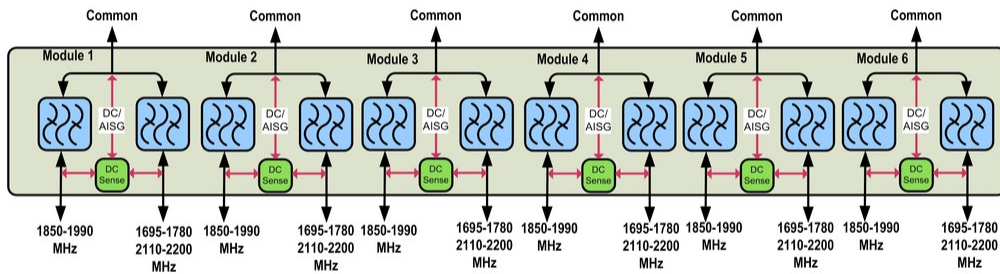 Common Common Common Common Common Common
Module 1 Module 2 Module 3 Module 4 Module 5 Module 6
DC/ DC/ DC/ DC/ DC/ DC/
AISG AISG AISG AISG AISG AISG
DC DC DC DC DC DC
Sense Sense Sense Sense Sense Sense
1850-1990 1695-1780 1850-1990 1695-1780 1850-1990 1695-1780 1850-1990 1695-1780 1850-1990 1695-1780 1850-1990 1695-1780
MHz 2110-2200 MHz 2110-2200 MHz 2110-2200 MHz 2110-2200 MHz 2110-2200 MHz 2110-2200
MHz MHz MHz MHz MHz MHz